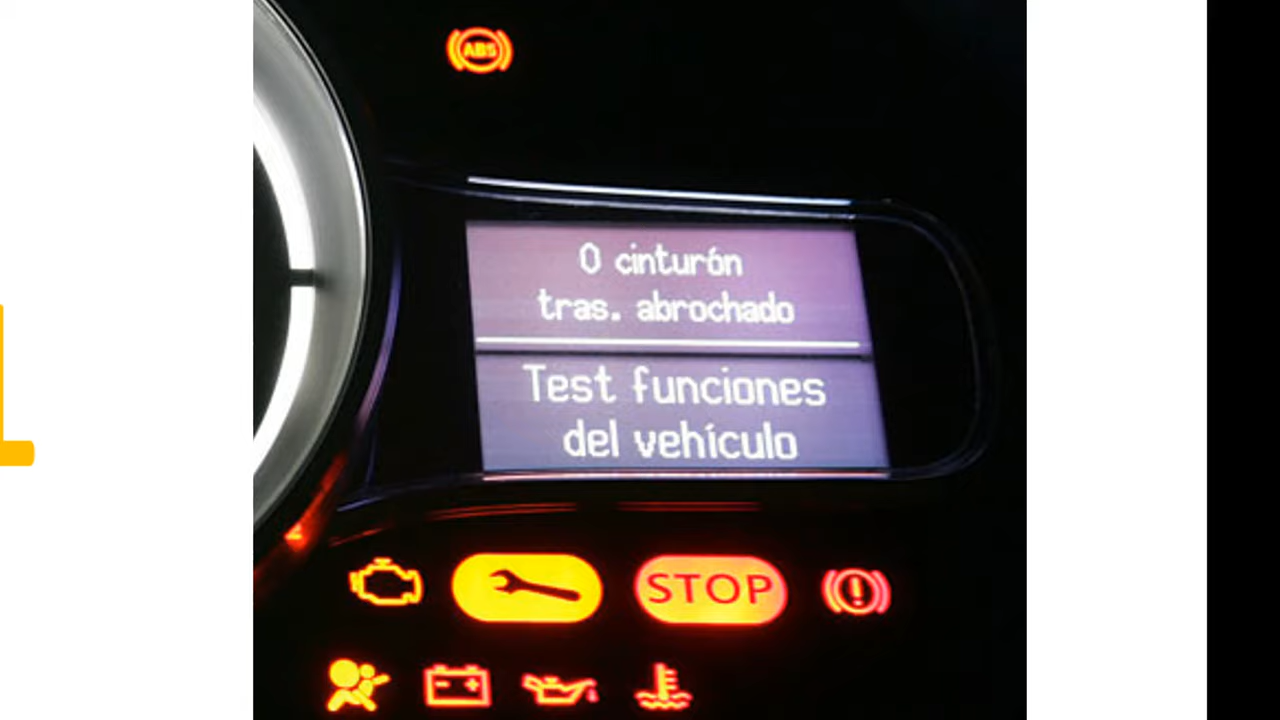 ABS
0 cinturón
tras. abrochado
Test funciones
del vehículo
STOP